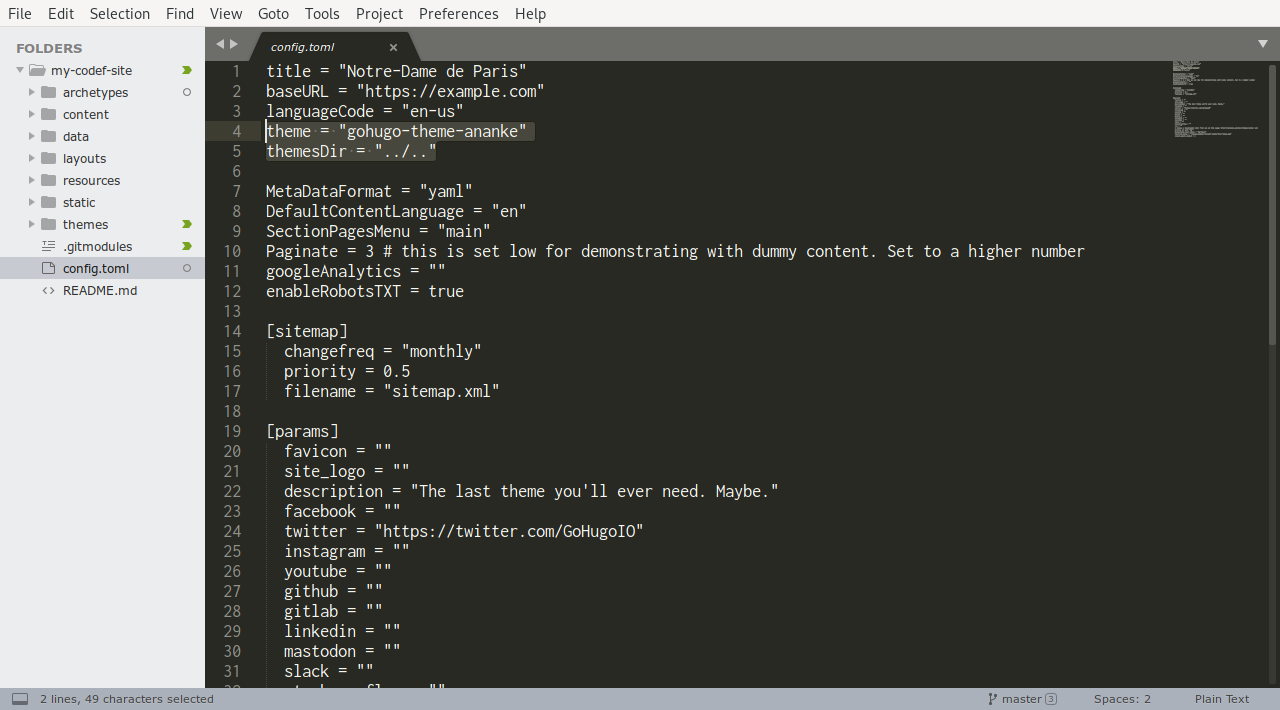 File Edit Selection Find View Goto Tools Project Preferences Help
FOLDERS
my-codef-site
archetypes
content
data
layouts
resources
static
themes
.gitmodules
config.toml
README.md
config.toml
1 title = "Notre-Dame de Paris"
2 baseURL = "https://example.com"
3 languageCode = "en-us"
4 theme = "gohugo-theme-ananke"
5 themesDir = "../.."
6
7 MetaDataFormat = "yaml"
8 DefaultContentLanguage = "en"
9 SectionPagesMenu = "main"
10 Paginate = 3 # this is set low for demonstrating with dummy content. Set to a higher number
11 googleAnalytics = ""
12 enableRobotsTXT = true
13
14 [sitemap]
15 changefreq = "monthly"
16 priority = 0.5
17 filename = "sitemap.xml"
18
19 [params]
20 favicon = ""
21 site_logo = ""
22 description = "The last theme you'll ever need. Maybe."
23 facebook = ""
24 twitter = "https://twitter.com/GoHugoIO"
25 instagram = ""
26 youtube = ""
27 github = ""
28 gitlab = ""
29 linkedin = ""
30 mastodon = ""
31 slack = ""
2 lines, 49 characters selected
master 3
Spaces: 2
Plain Text